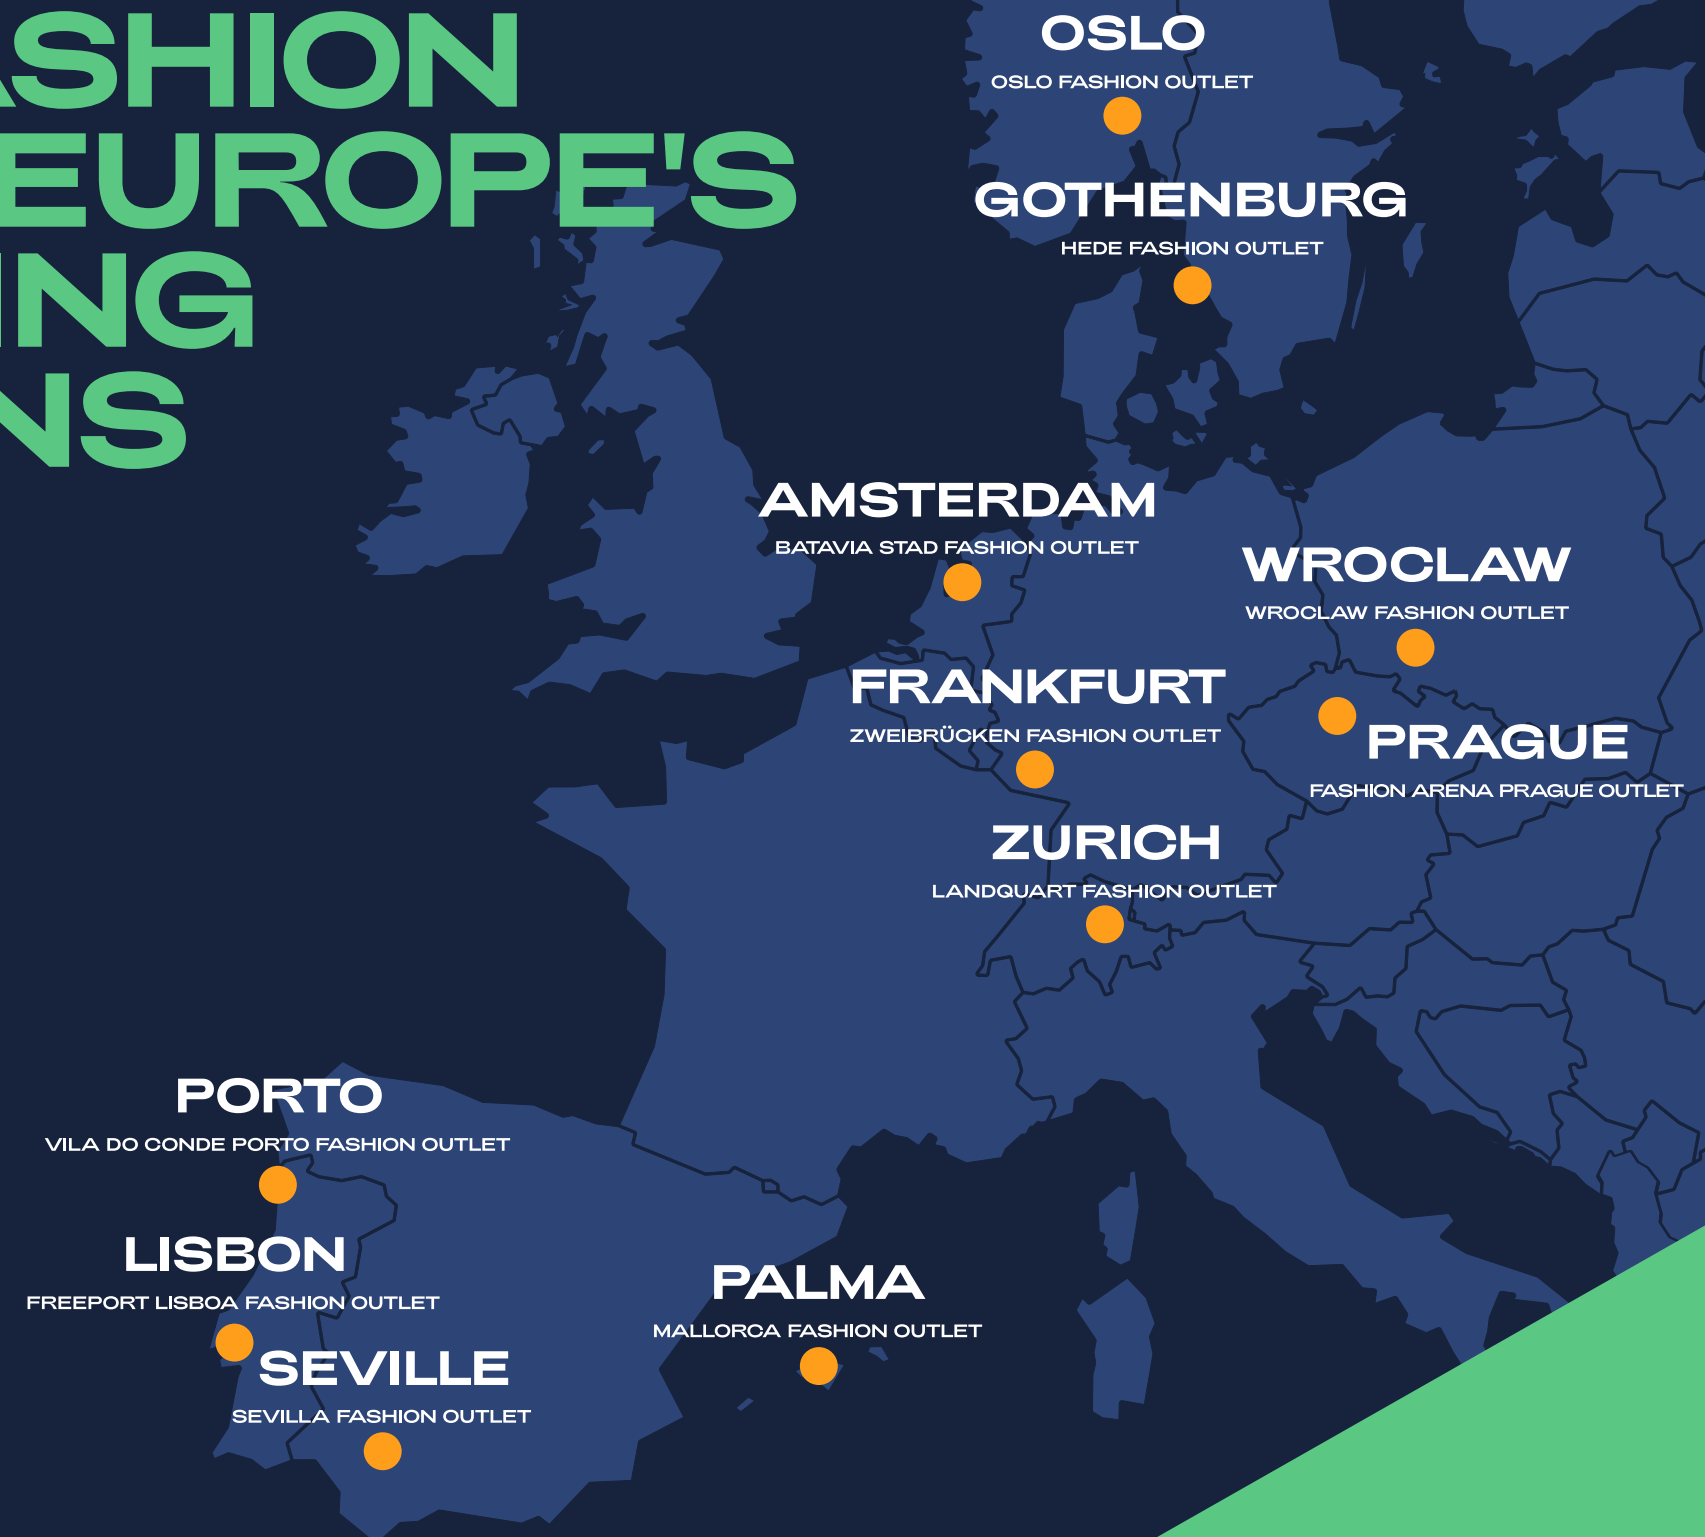 ASHION
EUROPE'S
ING
NS
OSLO
OSLO FASHION OUTLET
GOTHENBURG
HEDE FASHION OUTLET
AMSTERDAM
BATAVIA STAD FASHION OUTLET
WROCLAW
WROCLAW FASHION OUTLET
FRANKFURT
ZWEIBRÜCKEN FASHION OUTLET
PRAGUE
FASHION ARENA PRAGUE OUTLET
ZURICH
LANDQUART FASHION OUTLET
PORTO
VILA DO CONDE PORTO FASHION OUTLET
LISBON
FREEPORT LISBOA FASHION OUTLET
PALMA
MALLORCA FASHION OUTLET
SEVILLE
SEVILLA FASHION OUTLET